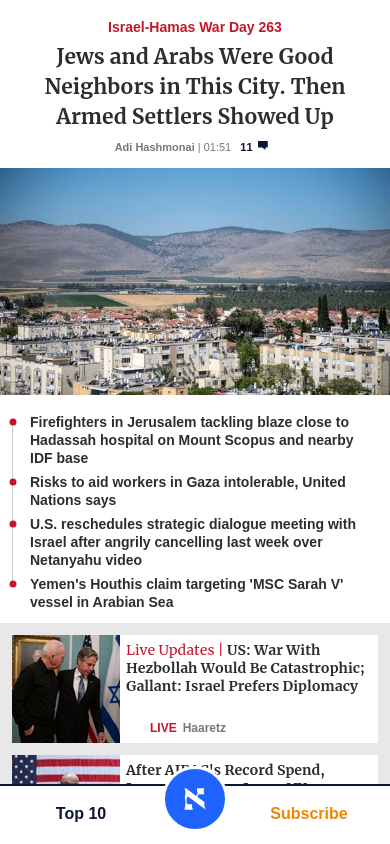 Israel-Hamas War Day 263
Jews and Arabs Were Good
Neighbors in This City. Then
Armed Settlers Showed Up
Adi Hashmonai | 01:51 11
Firefighters in Jerusalem tackling blaze close to
Hadassah hospital on Mount Scopus and nearby
IDF base
Risks to aid workers in Gaza intolerable, United
Nations says
U.S. reschedules strategic dialogue meeting with
Israel after angrily cancelling last week over
Netanyahu video
Yemen's Houthis claim targeting 'MSC Sarah V'
vessel in Arabian Sea
Live Updates | US: War With
Hezbollah Would Be Catastrophic;
Gallant: Israel Prefers Diplomacy
LIVE Haaretz
After AIPAC's Record Spend,
Top 10
Subscribe